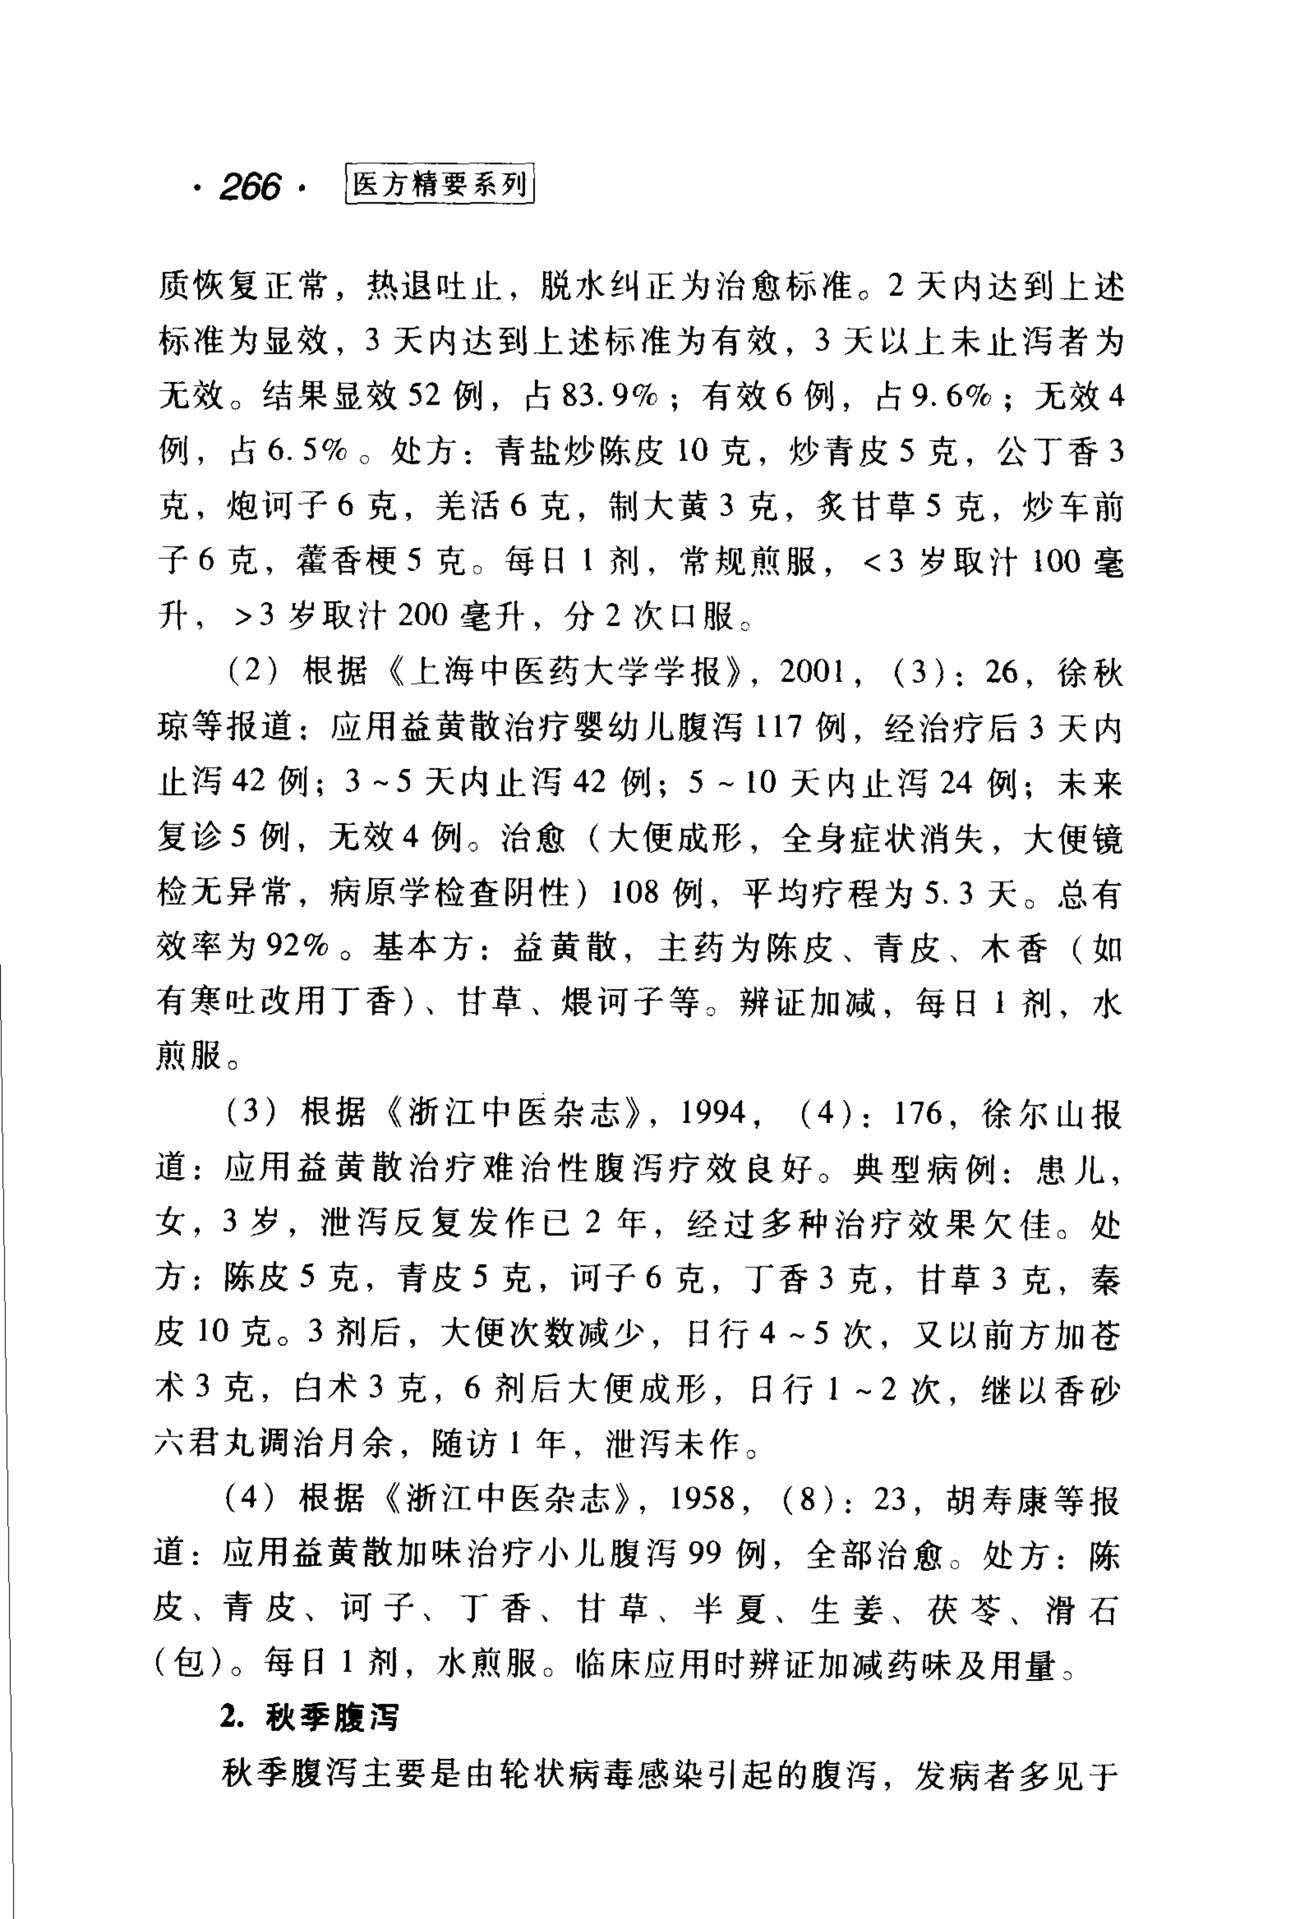 ·266· 医方精要系列
质恢复正常，热退吐止，脱水纠正为治愈标准。2 天内达到上述
标准为显效，3 天内达到上述标准为有效，3 天以上未止泻者为
无效。结果显效 52 例，占 83.9%；有效 6 例，占 9.6%；无效 4
例，占 6.5%。处方：青盐炒陈皮 10 克，炒青皮 5 克，公丁香 3
克，炮诃子 6 克，羌活 6 克，制大黄 3 克，炙甘草 5 克，炒车前
子 6 克，藿香梗 5 克。每日 1 剂，常规煎服，<3 岁取汁 100 毫
升，>3 岁取汁 200 毫升，分 2 次口服。
（2）根据《上海中医药大学学报》，2001，（3）：26，徐秋
琼等报道：应用益黄散治疗婴幼儿腹泻 117 例，经治疗后 3 天内
止泻 42 例；3～5 天内止泻 42 例；5～10 天内止泻 24 例；未来
复诊 5 例，无效 4 例。治愈（大便成形，全身症状消失，大便镜
检无异常，病原学检查阴性）108 例，平均疗程为 5.3 天。总有
效率为 92%。基本方：益黄散，主药为陈皮、青皮、木香（如
有寒吐改用丁香）、甘草、煨诃子等。辨证加减，每日 1 剂，水
煎服。
（3）根据《浙江中医杂志》，1994，（4）：176，徐尔山报
道：应用益黄散治疗难治性腹泻疗效良好。典型病例：患儿，
女，3 岁，泄泻反复发作已 2 年，经过多种治疗效果欠佳。处
方：陈皮 5 克，青皮 5 克，诃子 6 克，丁香 3 克，甘草 3 克，秦
皮 10 克。3 剂后，大便次数减少，日行 4～5 次，又以前方加苍
术 3 克，白术 3 克，6 剂后大便成形，日行 1～2 次，继以香砂
六君丸调治月余，随访 1 年，泄泻未作。
（4）根据《浙江中医杂志》，1958，（8）：23，胡寿康等报
道：应用益黄散加味治疗小儿腹泻 99 例，全部治愈。处方：陈
皮、青皮、诃子、丁香、甘草、半夏、生姜、茯苓、滑石
（包）。每日 1 剂，水煎服。临床应用时辨证加减药味及用量。
2. 秋季腹泻
秋季腹泻主要是由轮状病毒感染引起的腹泻，发病者多见于